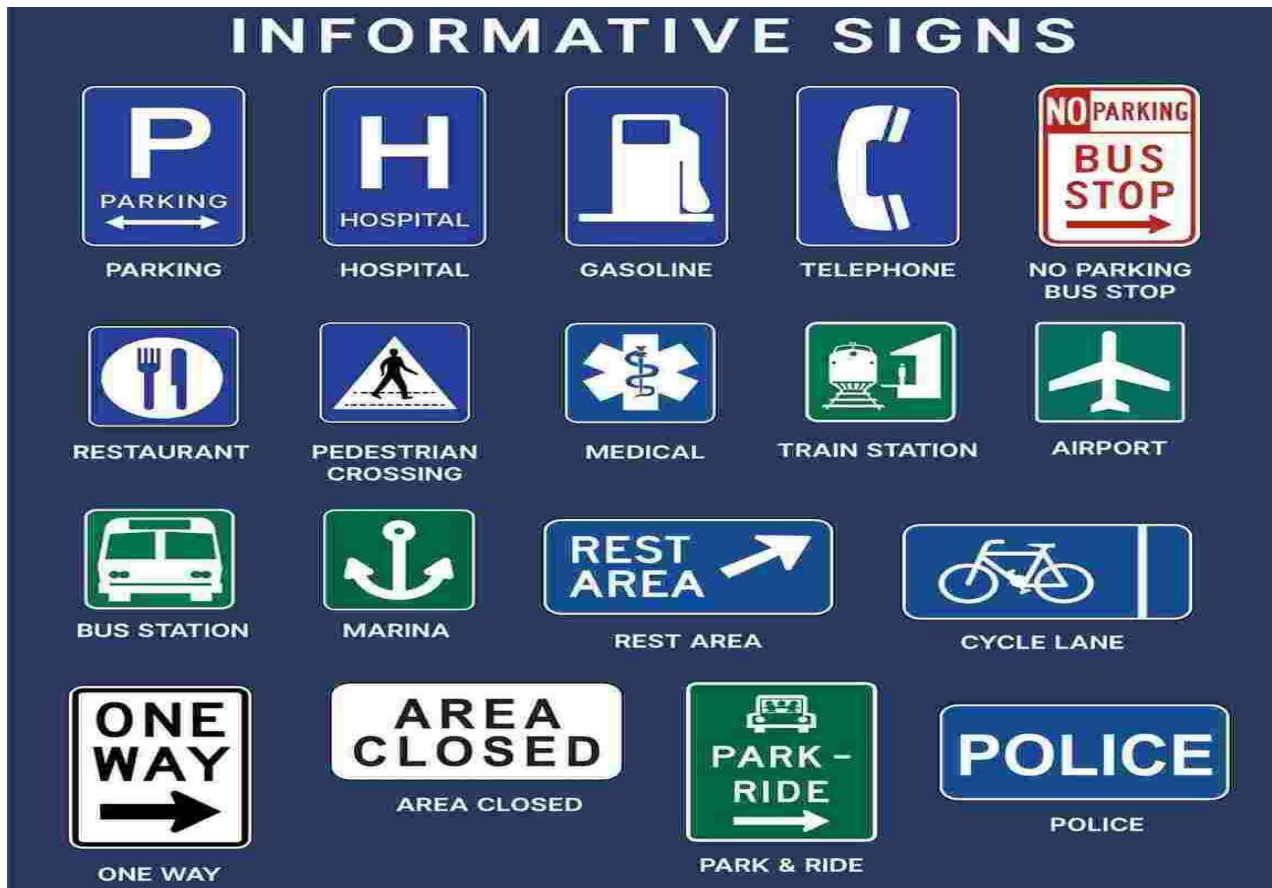 INFORMATIVE SIGNS
P
PARKING
PARKING
H
HOSPITAL
HOSPITAL
GASOLINE
TELEPHONE
NO PARKING
BUS
STOP
NO PARKING
BUS STOP
RESTAURANT
PEDESTRIAN
CROSSING
MEDICAL
TRAIN STATION
AIRPORT
BUS STATION
MARINA
REST
AREA
REST AREA
CYCLE LANE
ONE
WAY
ONE WAY
AREA
CLOSED
AREA CLOSED
PARK -
RIDE
PARK & RIDE
POLICE
POLICE